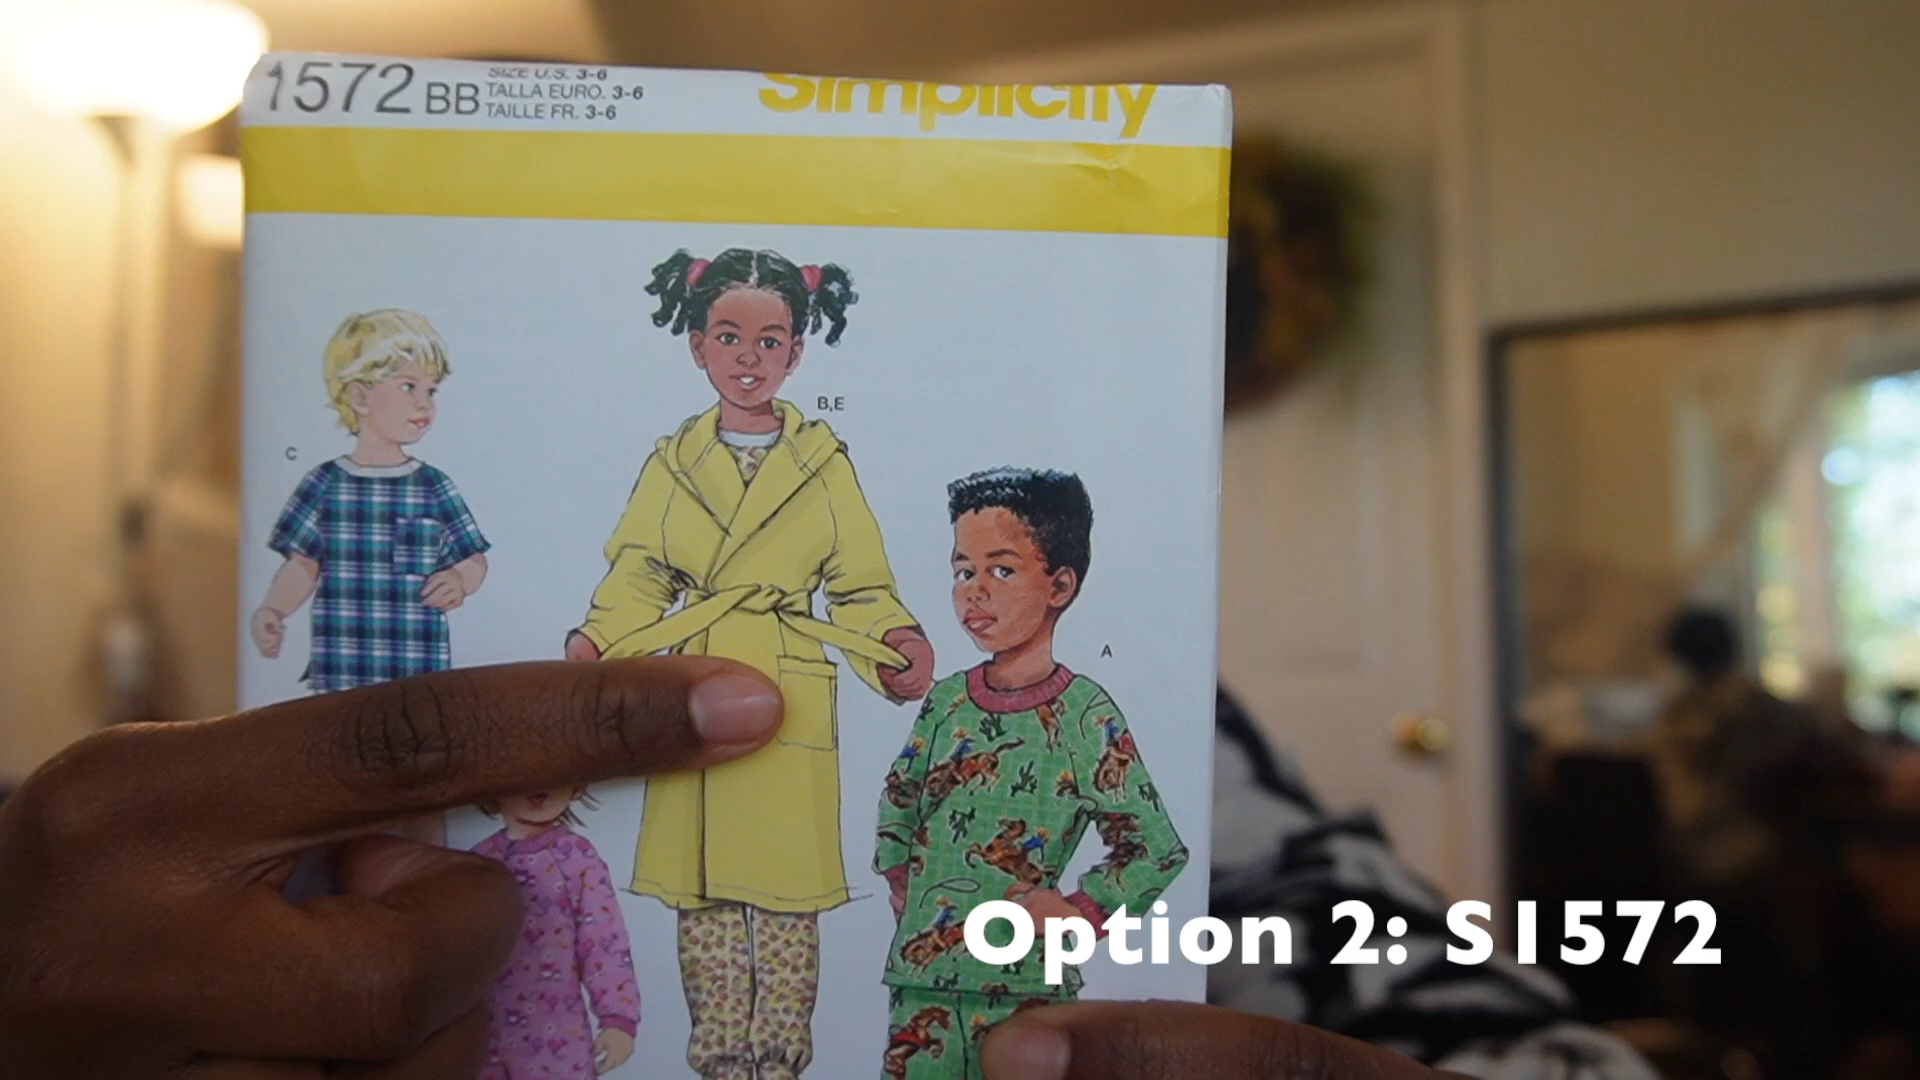 1572 BB
SIZE U.S. 3-6
TALLA EURO. 3-6
TAILLE FR. 3-6
Simplicity
B,E
C
A
Option 2: S1572